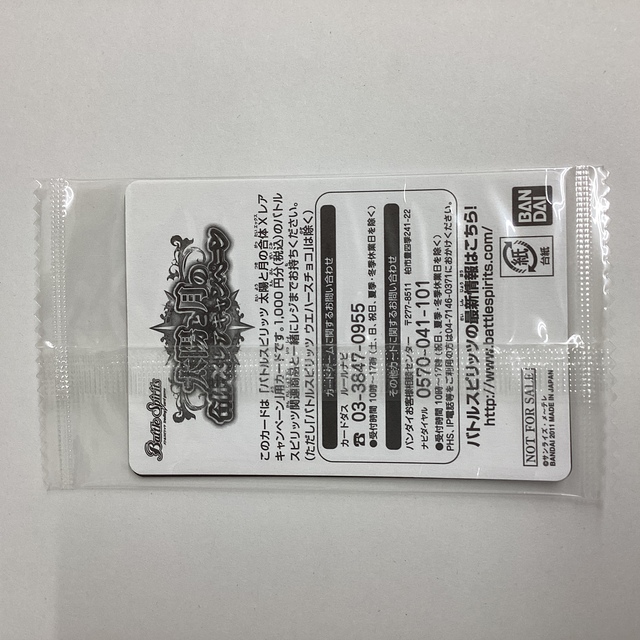 Battle Spirits
太陽と月の
合体Xレアキャンペーン
このカードは「バトルスピリッツ 太陽と月の合体Xレア
キャンペーン」用カードです。1,000円分(税込)のバトル
スピリッツ関連商品と一緒にレジまでお持ちください。
(ただし「バトルスピリッツ ウエハースチョコ」は除く)
カードゲームに関するお問い合わせ
カードダス ルールナビ
☎ 03-3847-0955
●受付時間 10時～17時(土、日、祝日、夏季・冬季休業日を除く)
その他カードに関するお問い合わせ
バンダイお客様相談センター 〒277-8511 柏市豊四季241-22
ナビダイヤル 0570-041-101
●受付時間 10時～17時(祝日、夏季・冬季休業日を除く)
PHS、IP電話等をご利用の方は04-7146-0371におかけください。
バトルスピリッツの最新情報はこちら!
http://www.battlespirits.com/
NOT FOR SALE
©サンライズ・メ～テレ
BANDAI 2011 MADE IN JAPAN
紙
台紙
BAN
DAI